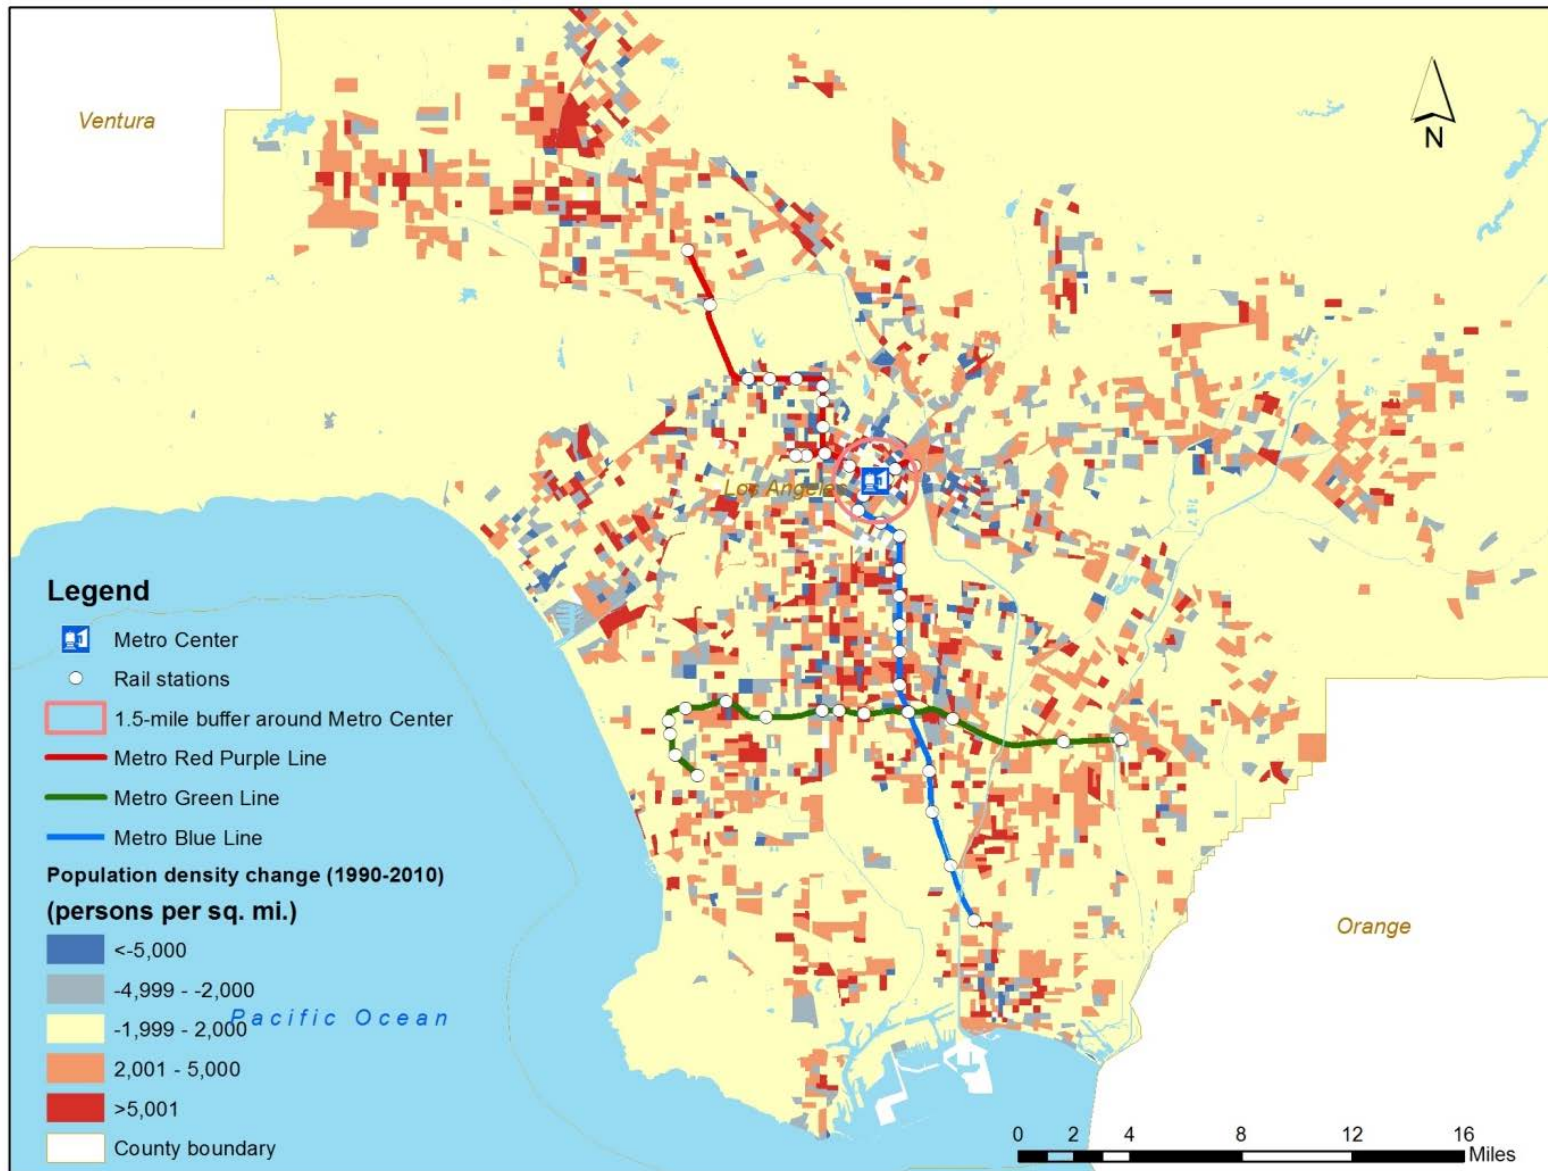 Ventura
N
Los Angeles
Legend
Metro Center
Rail stations
1.5-mile buffer around Metro Center
Metro Red Purple Line
Metro Green Line
Metro Blue Line
Population density change (1990-2010)
(persons per sq. mi.)
<-5,000
-4,999 - -2,000
-1,999 - 2,000
Pacific Ocean
2,001 - 5,000
>5,001
County boundary
Orange
0 2 4 8 12 16
Miles